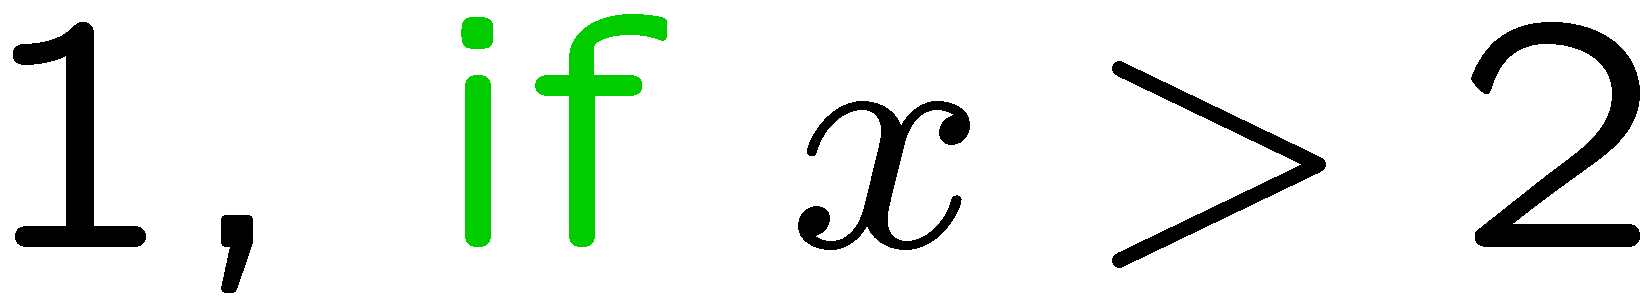 1, if x > 2